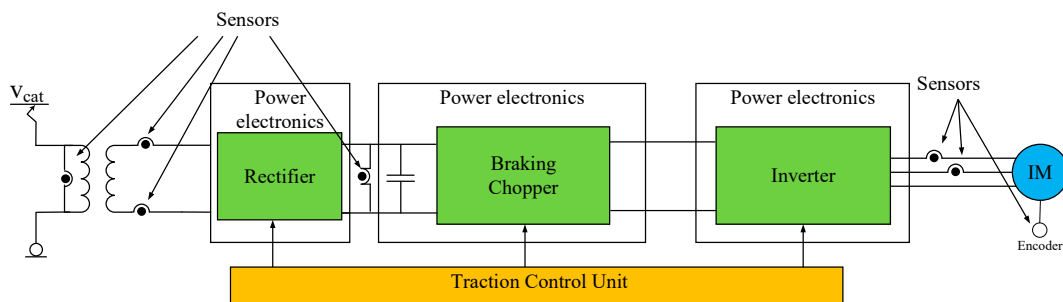 Sensors
V_cat
Power
electronics
Power electronics
Power electronics
Sensors
Rectifier
Braking
Chopper
Inverter
IM
Encoder
Traction Control Unit